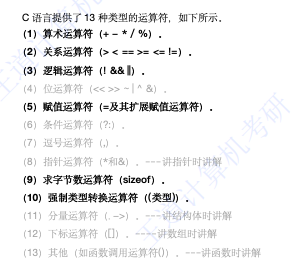 C 语言提供了 13 种类型的运算符，如下所示。
（1）算术运算符（+ - * / %）.
（2）关系运算符（> < == >= <= !=）.
（3）逻辑运算符（! && ||）.
（4）位运算符（<< >> ~ | ^ &）.
（5）赋值运算符（=及其扩展赋值运算符）.
（6）条件运算符（?:）.
（7）逗号运算符（,）.
（8）指针运算符（*和&）. ---讲指针时讲解
（9）求字节数运算符（sizeof）.
（10）强制类型转换运算符（(类型)）.
（11）分量运算符（. ->）. ---讲结构体时讲解
（12）下标运算符（[]）. ----讲数组时讲解
（13）其他（如函数调用运算符()）. ---讲函数时讲解
计算机考研